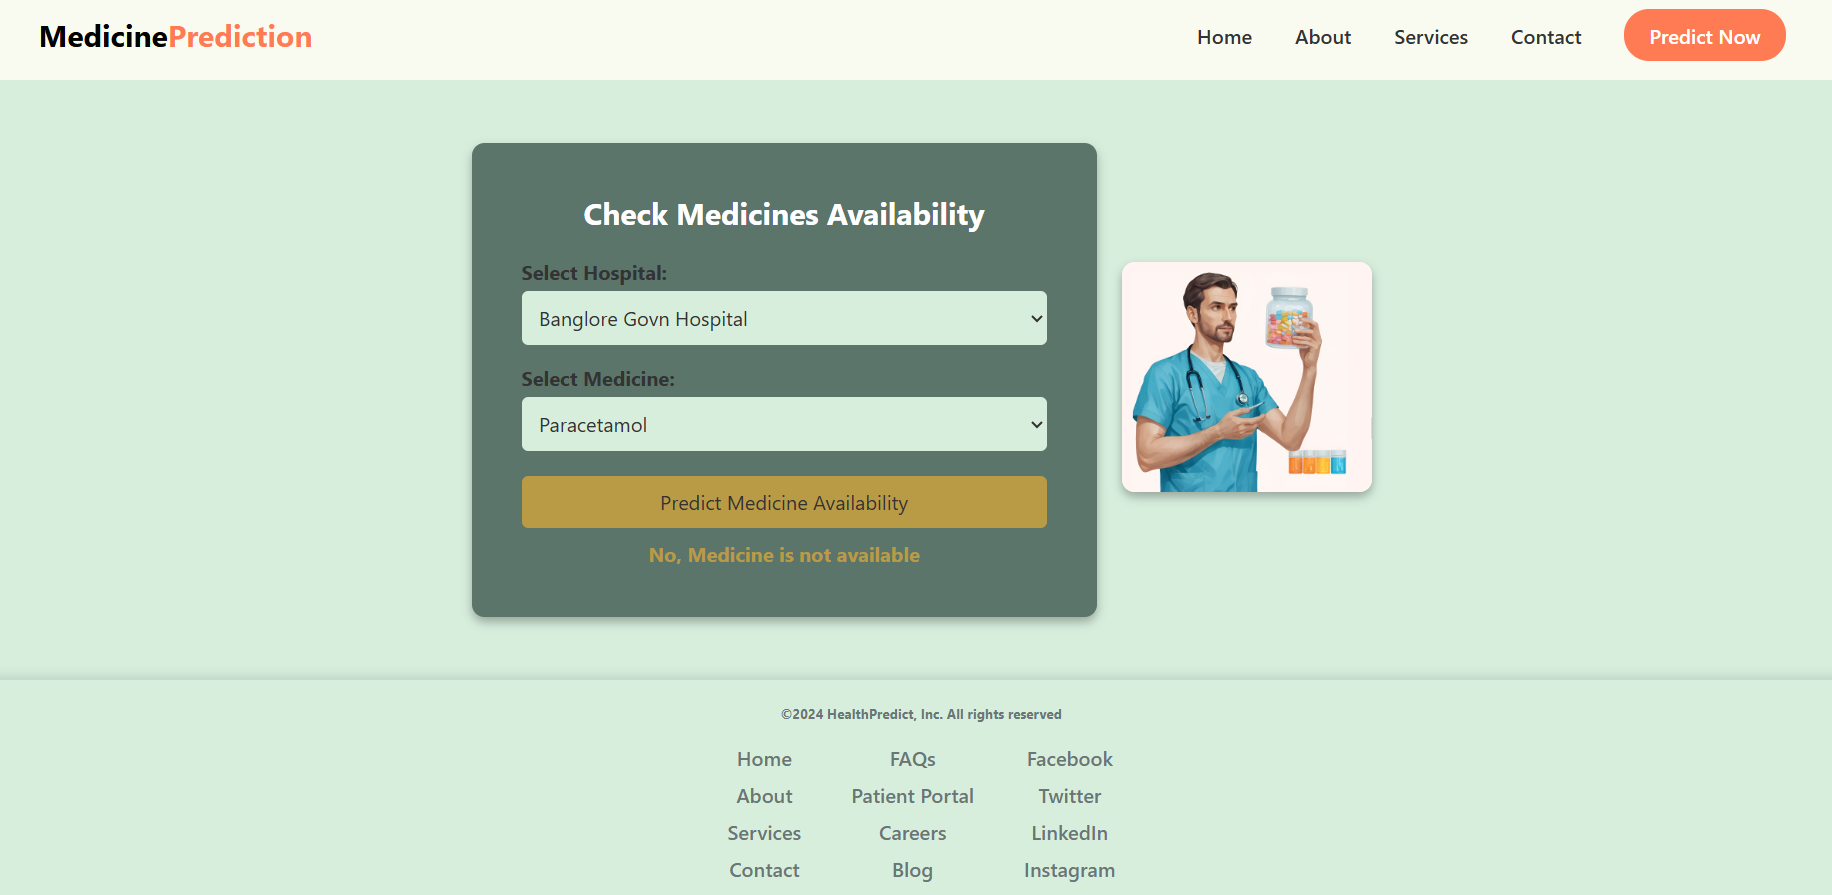 MedicinePrediction
Home About Services Contact Predict Now
Check Medicines Availability
Select Hospital:
Banglore Govn Hospital
Select Medicine:
Paracetamol
Predict Medicine Availability
No, Medicine is not available
©2024 HealthPredict, Inc. All rights reserved
Home FAQs Facebook
About Patient Portal Twitter
Services Careers LinkedIn
Contact Blog Instagram